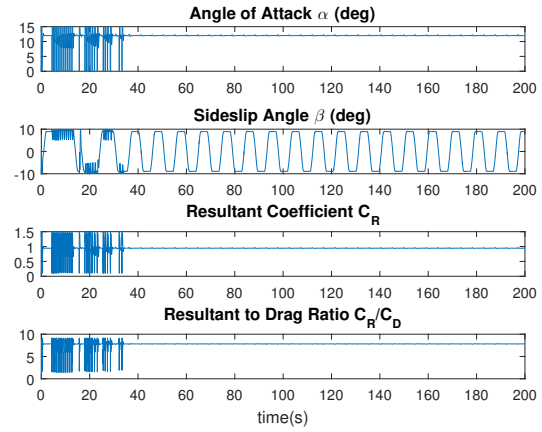 Angle of Attack α (deg)
15
10
5
0
0 20 40 60 80 100 120 140 160 180 200
Sideslip Angle β (deg)
10
0
-10
0 20 40 60 80 100 120 140 160 180 200
Resultant Coefficient C_R
1.5
1
0.5
0
0 20 40 60 80 100 120 140 160 180 200
Resultant to Drag Ratio C_R/C_D
10
5
0
0 20 40 60 80 100 120 140 160 180 200
time(s)